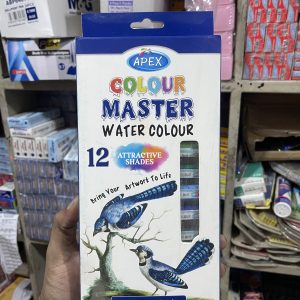 APEX
COLOUR
MASTER
WATER COLOUR
12 ATTRACTIVE
SHADES
Bring Your Artwork To Life